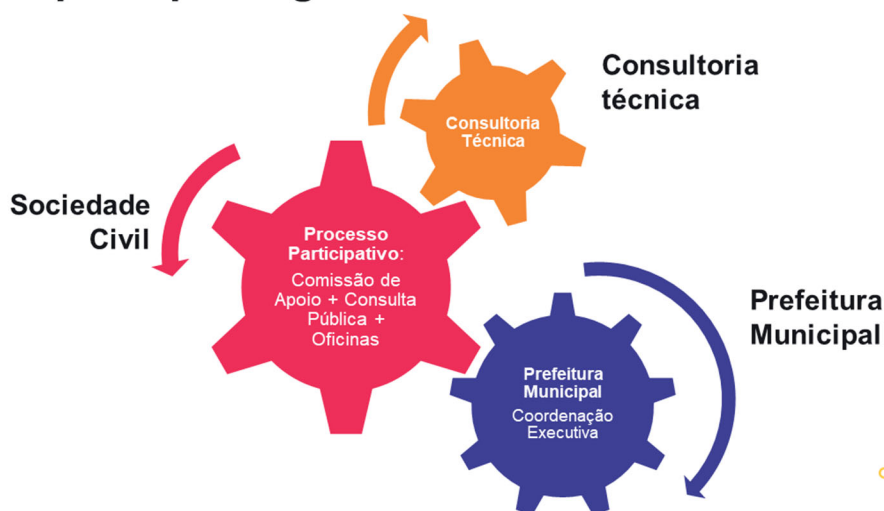 Consultoria
técnica
Consultoria
Técnica
Sociedade
Civil
Processo
Participativo:
Comissão de
Apoio + Consulta
Pública +
Oficinas
Prefeitura
Municipal
Prefeitura
Municipal
Coordenação
Executiva